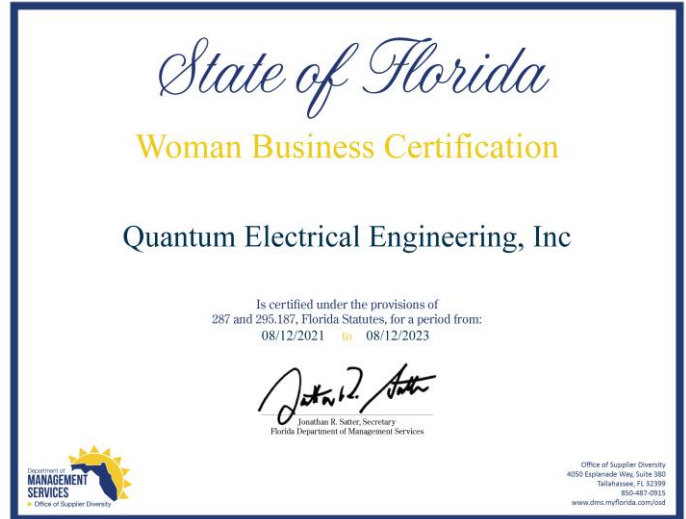 State of Florida
Woman Business Certification
Quantum Electrical Engineering, Inc
Is certified under the provisions of
287 and 295.187, Florida Statutes, for a period from:
08/12/2021 to 08/12/2023
Jonathan R. Satter, Secretary
Florida Department of Management Services
Department of
MANAGEMENT
SERVICES
Office of Supplier Diversity
Office of Supplier Diversity
4050 Esplanade Way, Suite 380
Tallahassee, FL 32399
850-487-0915
www.dms.myflorida.com/osd